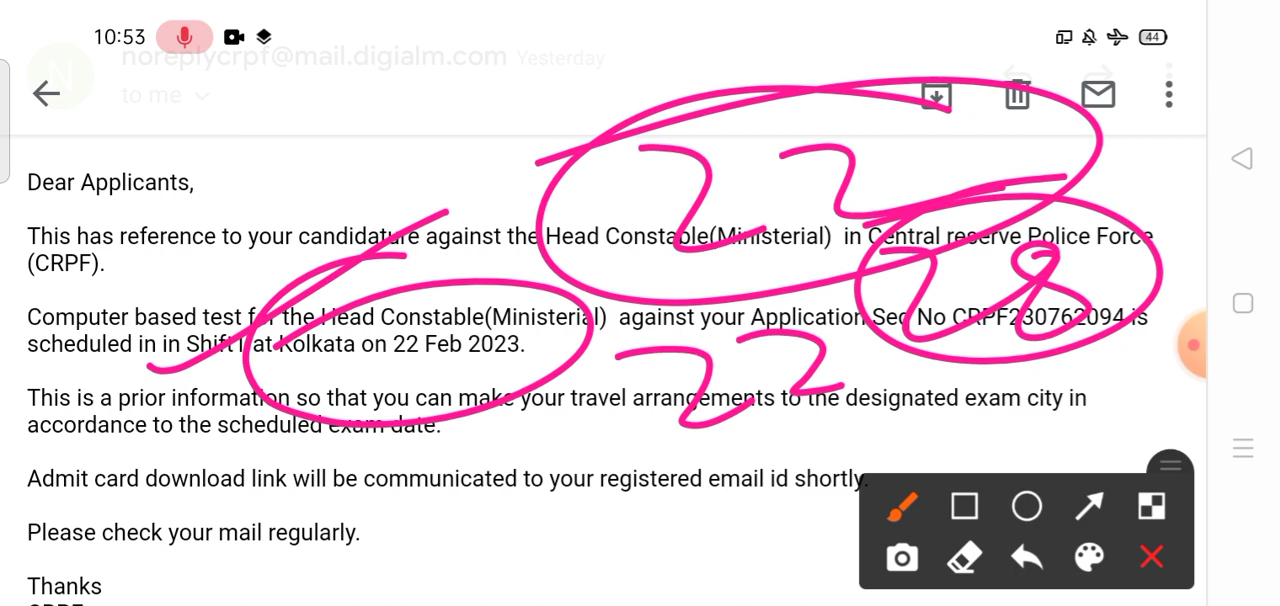 10:53
44
noreplycrpf@mail.digialm.com Yesterday
N
to me
Dear Applicants,
22
This has reference to your candidature against the Head Constable(Ministerial) in Central reserve Police Force
(CRPF).
28
Computer based test for the Head Constable(Ministerial) against your Application Seq No CRPF230762094 is
scheduled in in Shift 1 at Kolkata on 22 Feb 2023.
22
This is a prior information so that you can make your travel arrangements to the designated exam city in
accordance to the scheduled exam date.
Admit card download link will be communicated to your registered email id shortly.
Please check your mail regularly.
Thanks